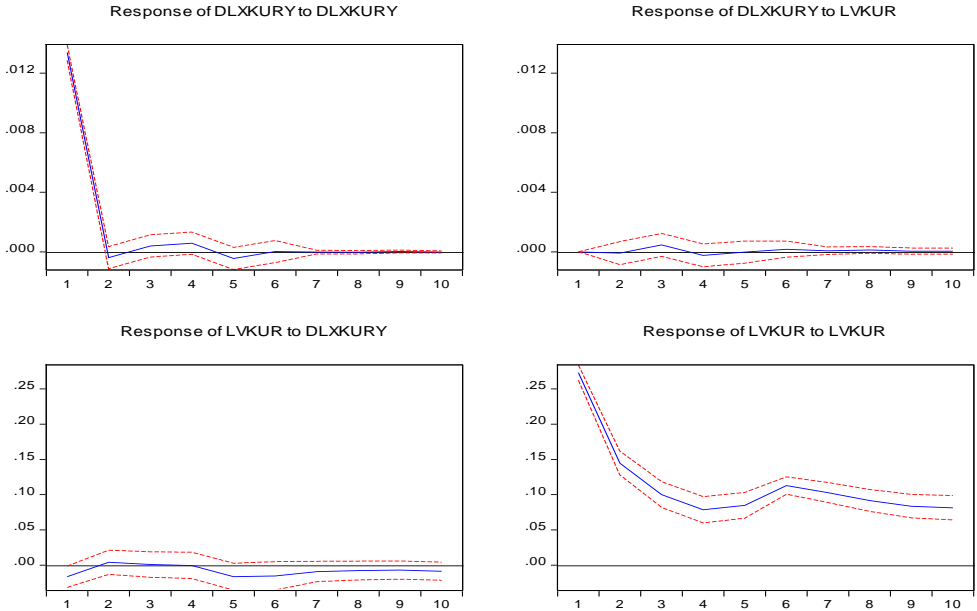 Response of DLXKURY to DLXKURY
.012
.008
.004
.000
1 2 3 4 5 6 7 8 9 10
Response of DLXKURY to LVKUR
.012
.008
.004
.000
1 2 3 4 5 6 7 8 9 10
Response of LVKUR to DLXKURY
.25
.20
.15
.10
.05
.00
1 2 3 4 5 6 7 8 9 10
Response of LVKUR to LVKUR
.25
.20
.15
.10
.05
.00
1 2 3 4 5 6 7 8 9 10